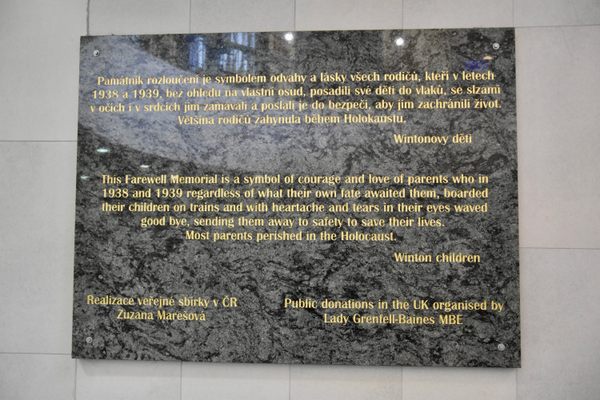 Památník rozloučení je symbolem odvahy a lásky všech rodičů, kteří v letech
1938 a 1939, bez ohledu na vlastní osud, posadili své děti do vlaků, se slzami
v očích i v srdcích jim zamávali a poslali je do bezpečí, aby jim zachránili život.
Většina rodičů zahynula během Holokaustu.
Wintonovy děti
This Farewell Memorial is a symbol of courage and love of parents who in
1938 and 1939 regardless of what their own fate awaited them, boarded
their children on trains and with heartache and tears in their eyes waved
good bye, sending them away to safety to save their lives.
Most parents perished in the Holocaust.
Winton children
Realizace veřejné sbírky v ČR
Zuzana Marešová
Public donations in the UK organised by
Lady Grenfell-Baines MBE